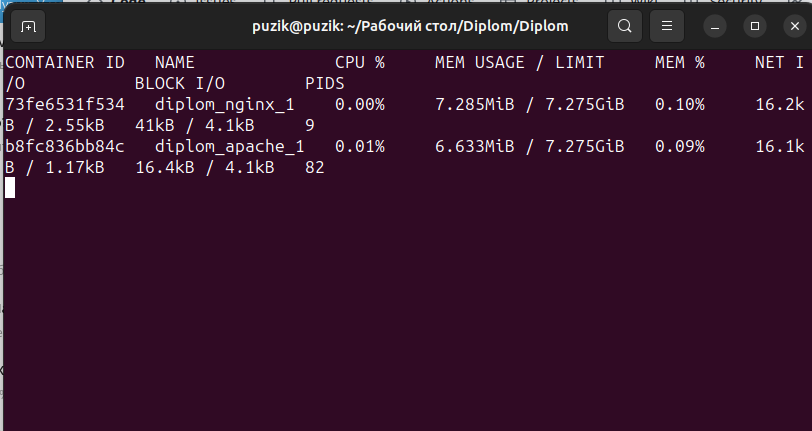 puzik@puzik: ~/Рабочий стол/Diplom/Diplom
CONTAINER ID   NAME              CPU %     MEM USAGE / LIMIT     MEM %     NET I
/O           BLOCK I/O        PIDS
73fe6531f534   diplom_nginx_1    0.00%     7.285MiB / 7.275GiB   0.10%     16.2k
B / 2.55kB   41kB / 4.1kB     9
b8fc836bb84c   diplom_apache_1   0.01%     6.633MiB / 7.275GiB   0.09%     16.1k
B / 1.17kB   16.4kB / 4.1kB   82